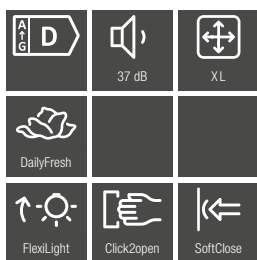 A
G
D
37 dB
XL
DailyFresh
FlexiLight
Click2open
SoftClose